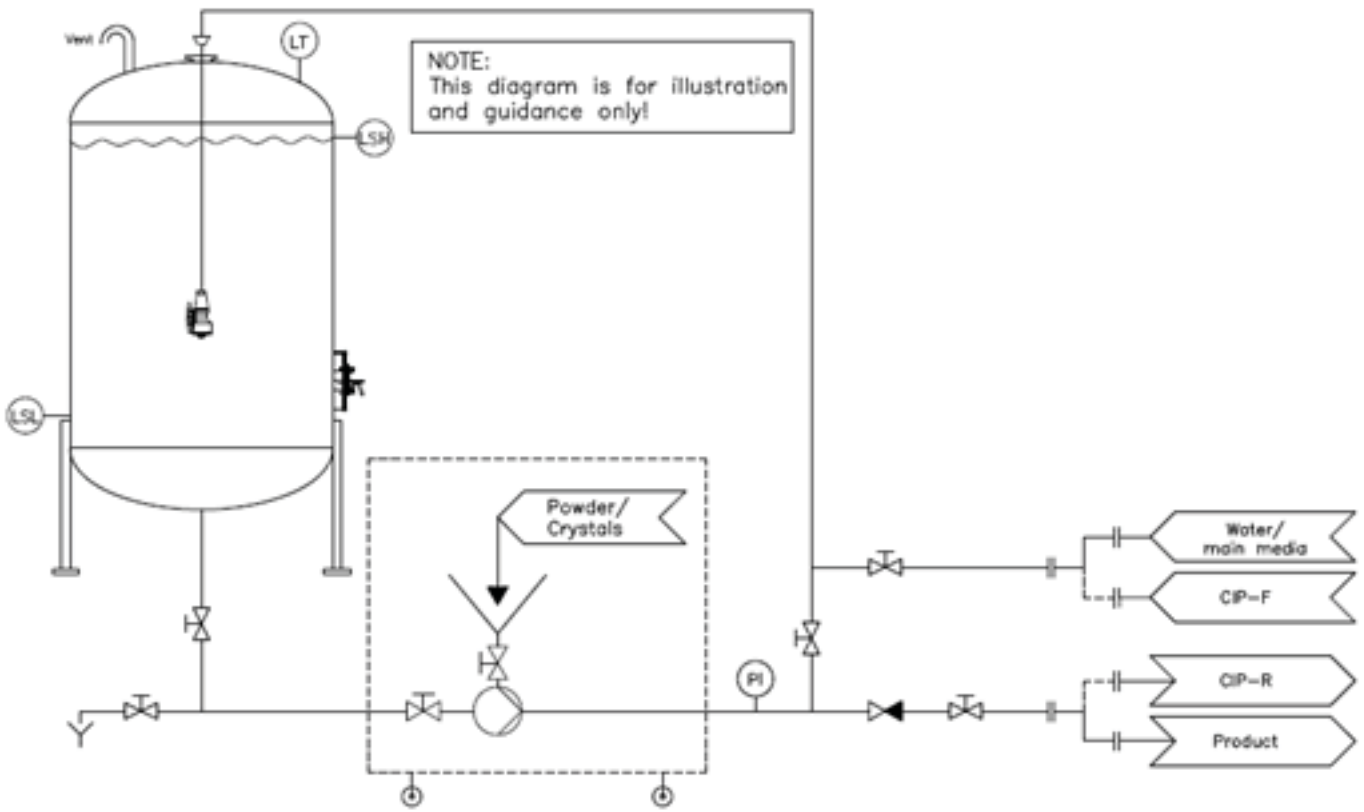 Vent
LT
NOTE:
This diagram is for illustration
and guidance only!
LSH
LSL
Powder/
Crystals
Water/
main media
CIP-F
PI
CIP-R
Product